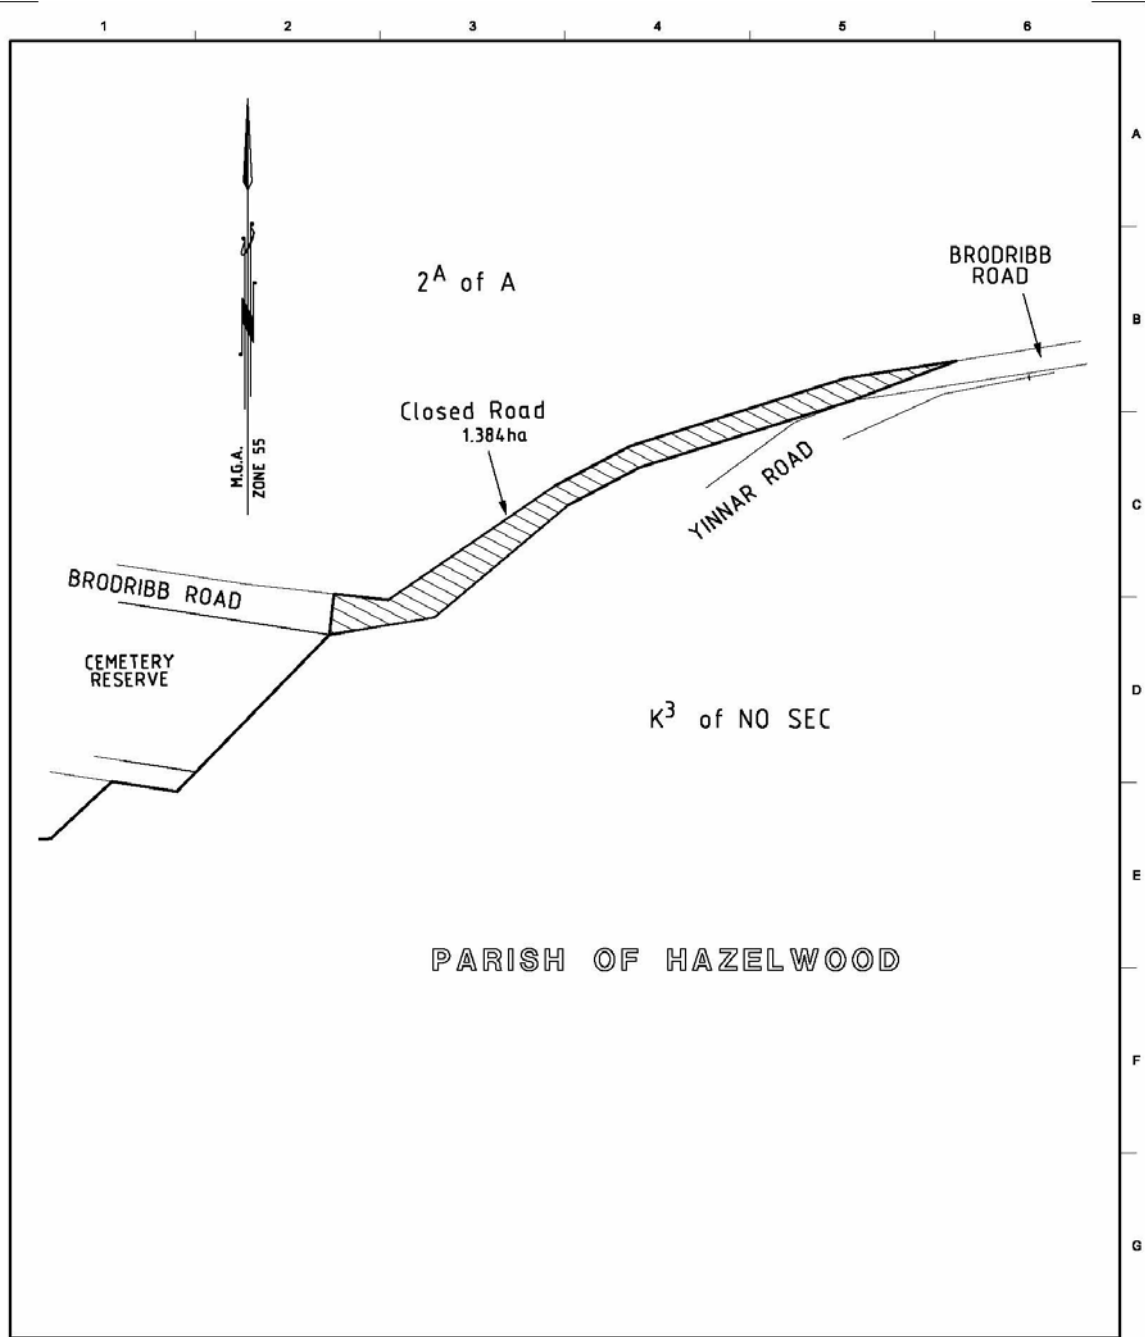 1 2 3 4 5 6
A
BRODRIBB
ROAD
2ᴬ of A
B
Closed Road
1.384ha
M.G.A.
ZONE 55
N
YINNAR ROAD
C
BRODRIBB ROAD
CEMETERY
RESERVE
D
K³ of NO SEC
E
PARISH OF HAZELWOOD
F
G